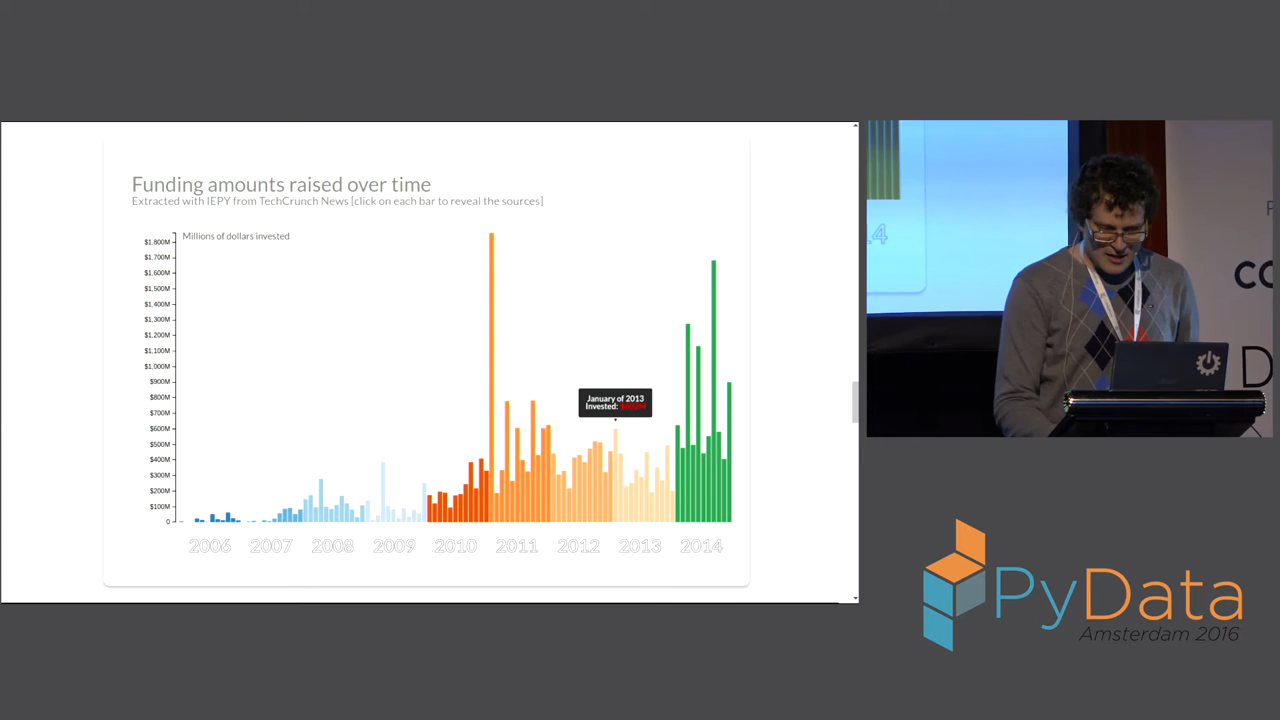 Funding amounts raised over time
Extracted with IEPY from TechCrunch News [click on each bar to reveal the sources]
Millions of dollars invested
$1,800M
$1,700M
$1,600M
$1,500M
$1,400M
$1,300M
$1,200M
$1,100M
$1,000M
$900M
$800M
$700M
$600M
$500M
$400M
$300M
$200M
$100M
0
January of 2013
Invested:
2006 2007 2008 2009 2010 2011 2012 2013 2014
PyData
Amsterdam 2016